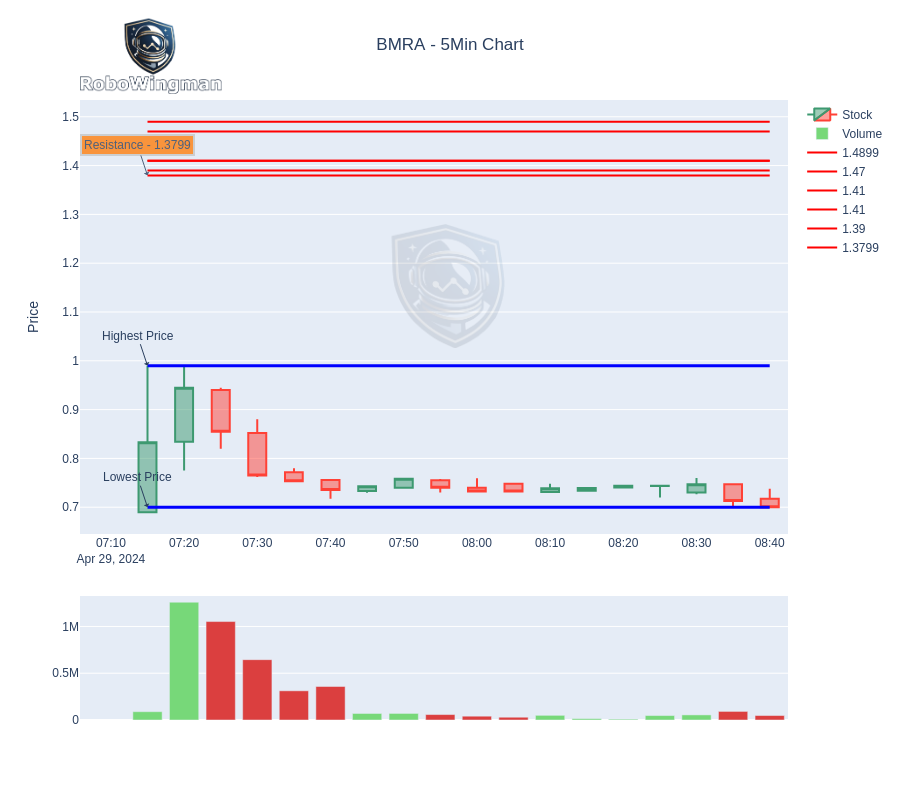 BMRA - 5Min Chart
RoboWingman
Stock
Volume
1.4899
1.47
1.41
1.41
1.39
1.3799
Price
1.5
1.4
1.3
1.2
1.1
1
0.9
0.8
0.7
Resistance - 1.3799
Highest Price
Lowest Price
07:10 07:20 07:30 07:40 07:50 08:00 08:10 08:20 08:30 08:40
Apr 29, 2024
1M
0.5M
0